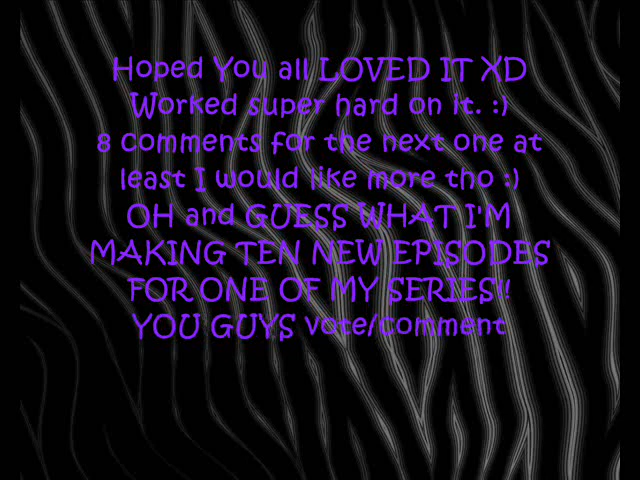 Hoped You all LOVED IT XD
Worked super hard on it. :)
8 comments for the next one at
least I would like more tho :)
OH and GUESS WHAT I'M
MAKING TEN NEW EPISODES
FOR ONE OF MY SERIES!!
YOU GUYS vote/comment